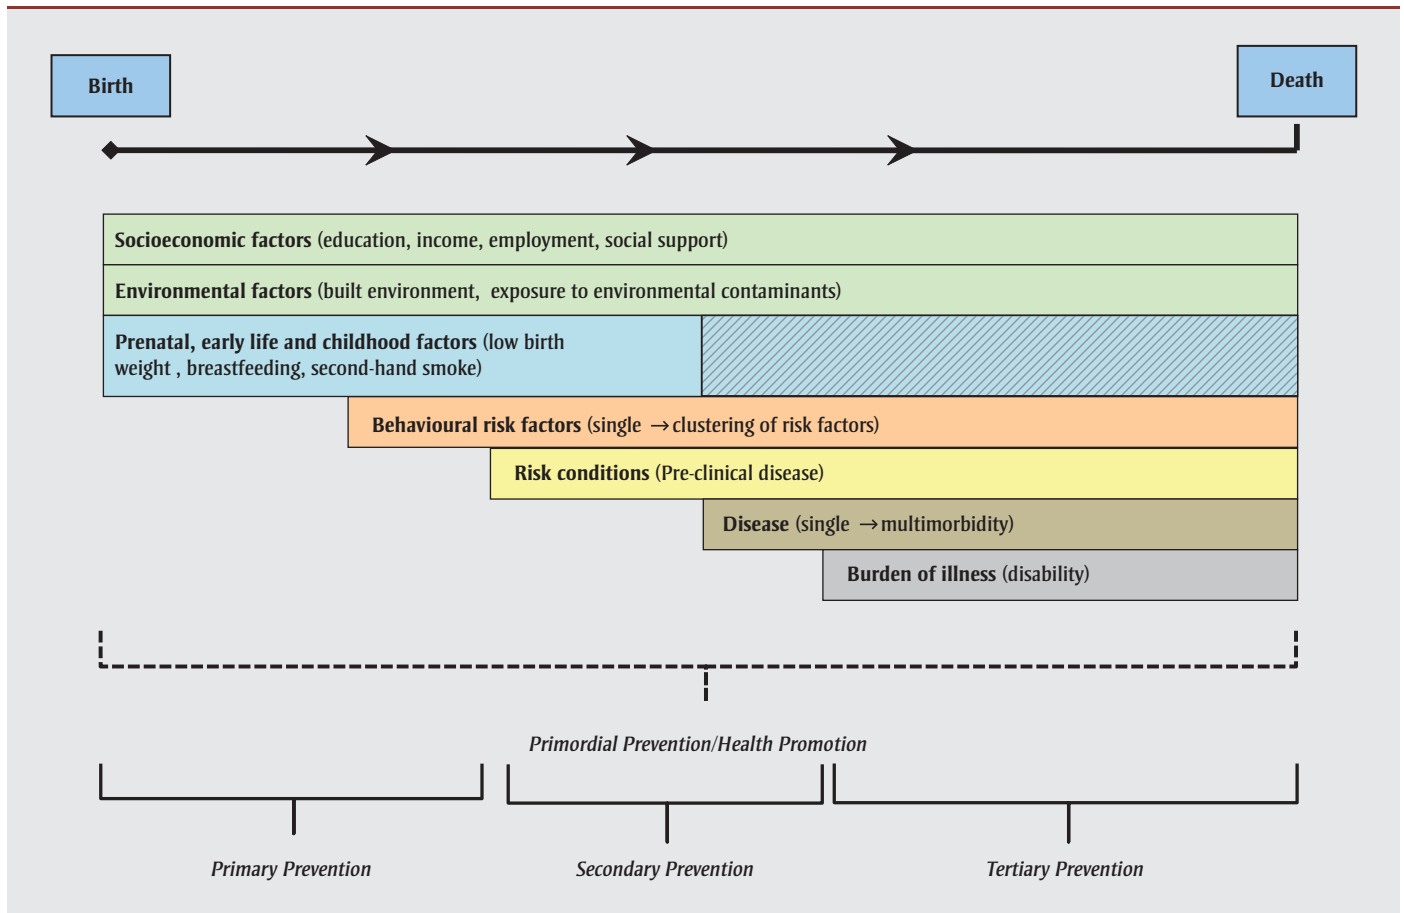 Birth
Death
Socioeconomic factors (education, income, employment, social support)
Environmental factors (built environment, exposure to environmental contaminants)
Prenatal, early life and childhood factors (low birth
weight , breastfeeding, second-hand smoke)
Behavioural risk factors (single → clustering of risk factors)
Risk conditions (Pre-clinical disease)
Disease (single → multimorbidity)
Burden of illness (disability)
Primordial Prevention/Health Promotion
Primary Prevention
Secondary Prevention
Tertiary Prevention